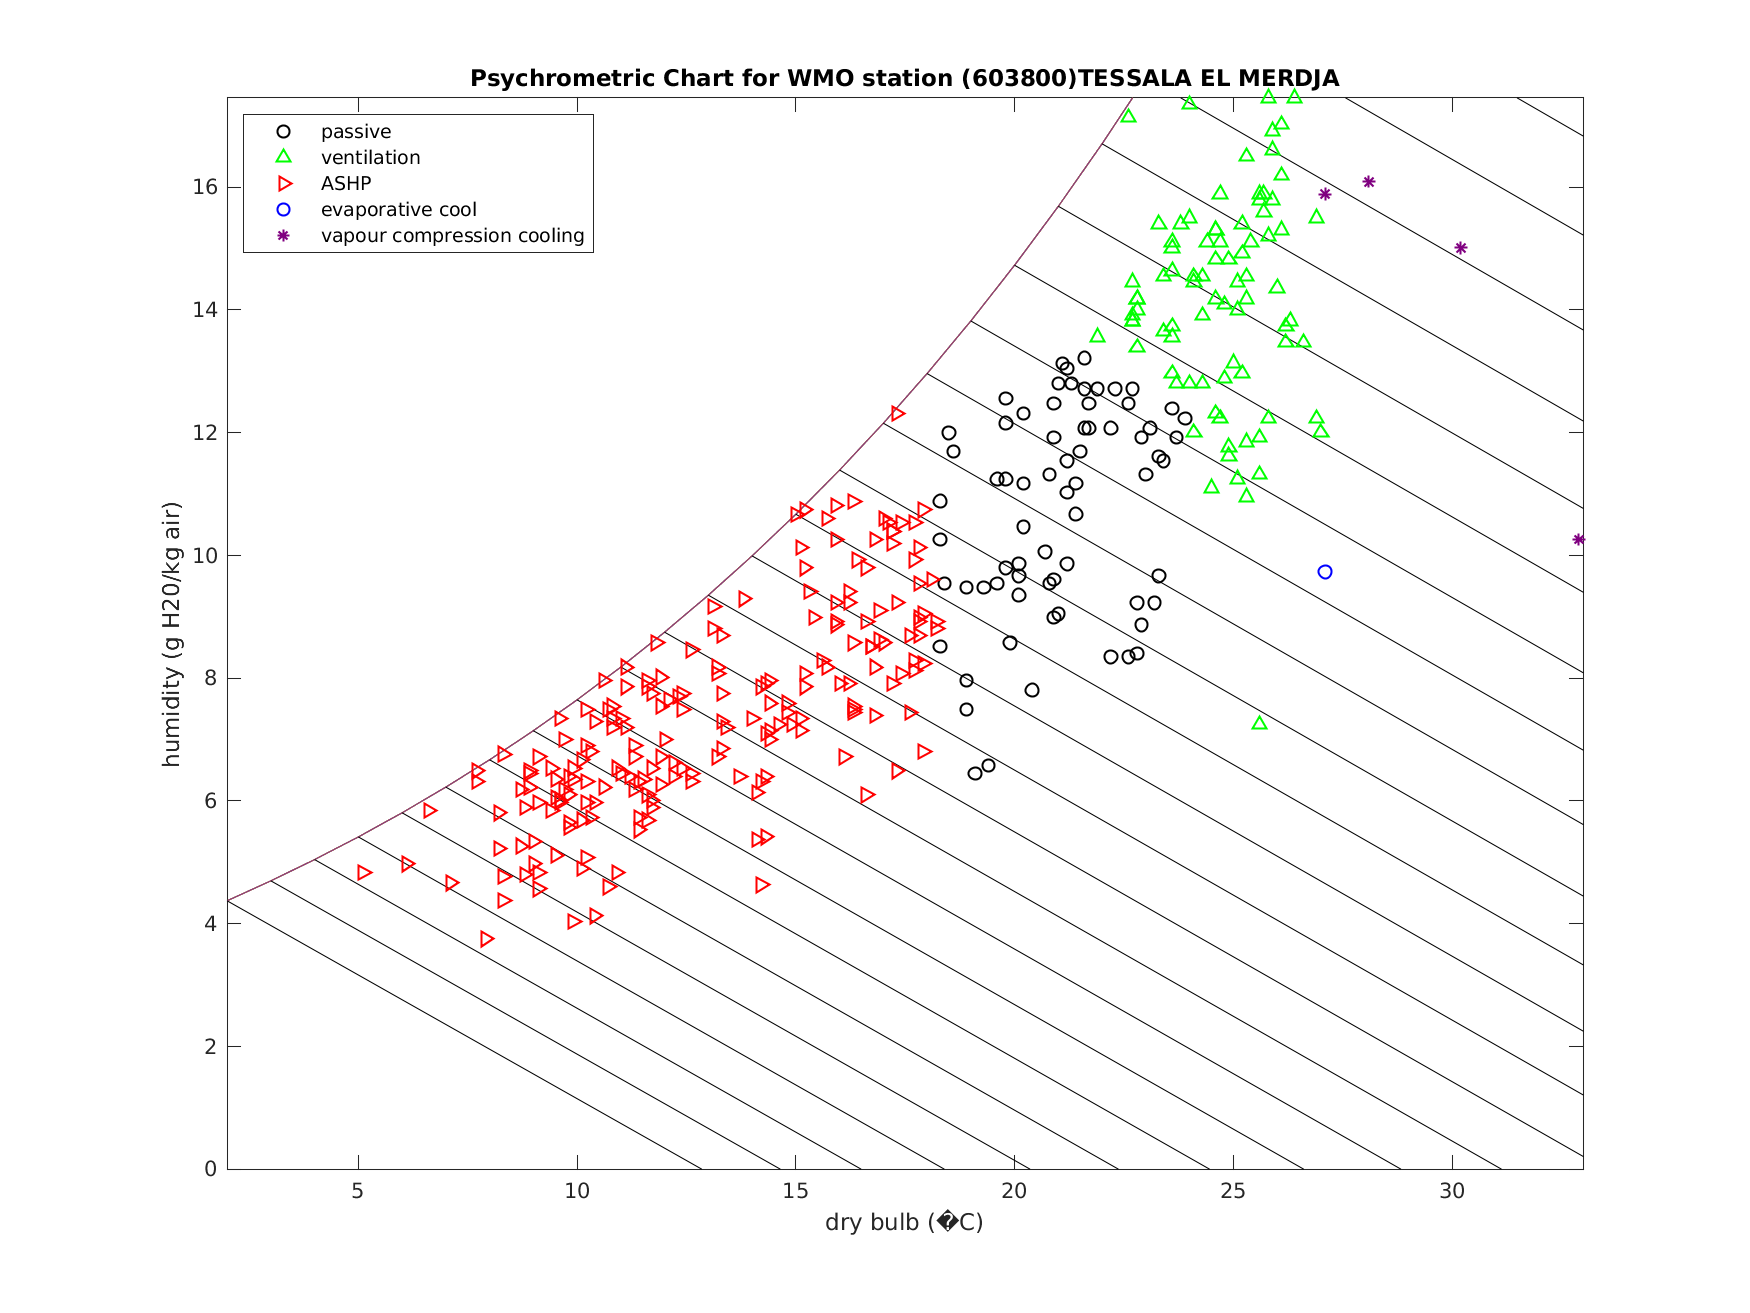 Psychrometric Chart for WMO station (603800)TESSALA EL MERDJA
passive
ventilation
ASHP
evaporative cool
vapour compression cooling
humidity (g H20/kg air)
16
14
12
10
8
6
4
2
0
5 10 15 20 25 30
dry bulb (�C)